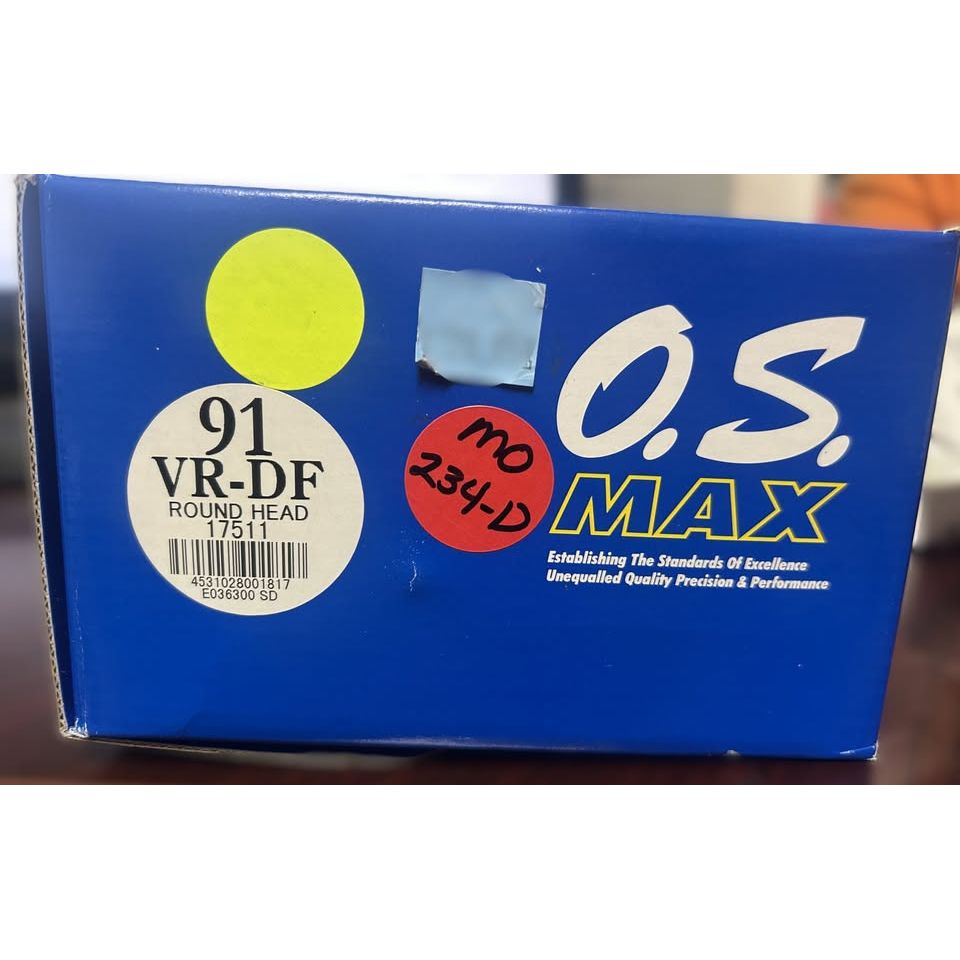 91
VR-DF
ROUND HEAD
17511
4531028001817
E036300 SD
MO
234-D
O.S.
MAX
Establishing The Standards Of Excellence
Unequalled Quality Precision & Performance